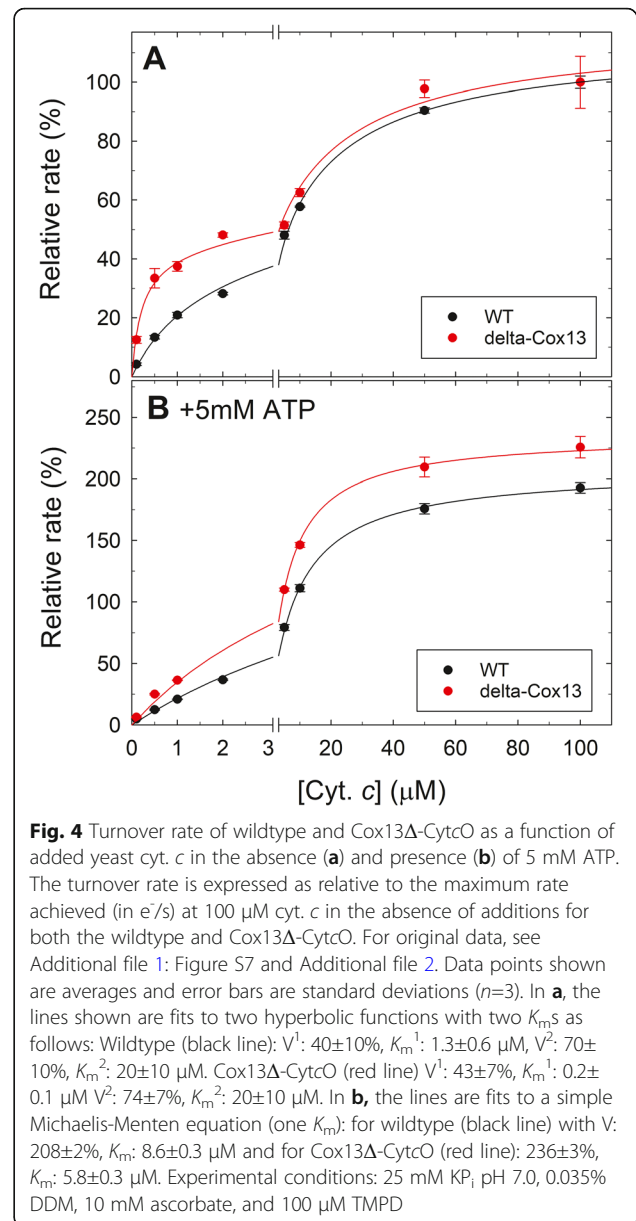 A
Relative rate (%)
100
80
60
40
20
0
WT
delta-Cox13
B +5mM ATP
Relative rate (%)
250
200
150
100
50
0
WT
delta-Cox13
0 1 2 3 20 40 60 80 100
[Cyt. c] (μM)
Fig. 4 Turnover rate of wildtype and Cox13Δ-CytcO as a function of
added yeast cyt. c in the absence (a) and presence (b) of 5 mM ATP.
The turnover rate is expressed as relative to the maximum rate
achieved (in e⁻/s) at 100 μM cyt. c in the absence of additions for
both the wildtype and Cox13Δ-CytcO. For original data, see
Additional file 1: Figure S7 and Additional file 2. Data points shown
are averages and error bars are standard deviations (n=3). In a, the
lines shown are fits to two hyperbolic functions with two Kms as
follows: Wildtype (black line): V¹: 40±10%, Km¹: 1.3±0.6 μM, V²: 70±
10%, Km²: 20±10 μM. Cox13Δ-CytcO (red line) V¹: 43±7%, Km¹: 0.2±
0.1 μM V²: 74±7%, Km²: 20±10 μM. In b, the lines are fits to a simple
Michaelis-Menten equation (one Km): for wildtype (black line) with V:
208±2%, Km: 8.6±0.3 μM and for Cox13Δ-CytcO (red line): 236±3%,
Km: 5.8±0.3 μM. Experimental conditions: 25 mM KPi pH 7.0, 0.035%
DDM, 10 mM ascorbate, and 100 μM TMPD